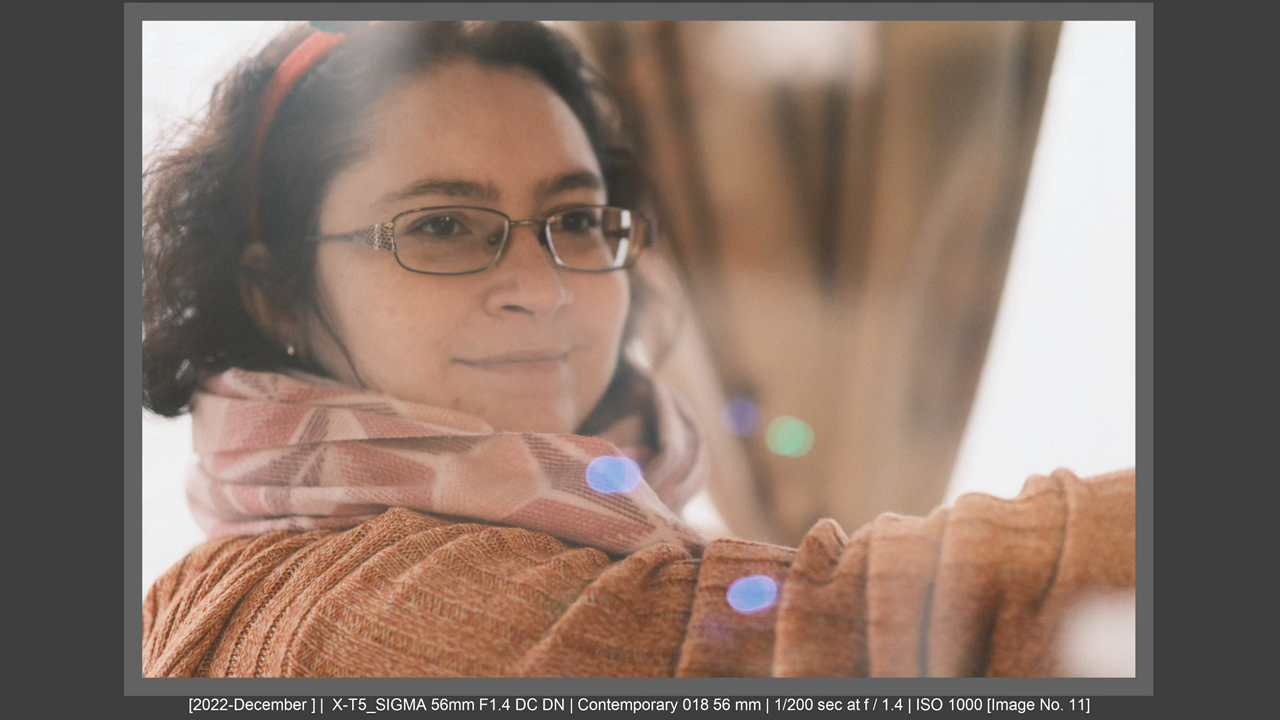 [2022-December ] |  X-T5_SIGMA 56mm F1.4 DC DN | Contemporary 018 56 mm | 1/200 sec at f / 1.4 | ISO 1000 [Image No. 11]